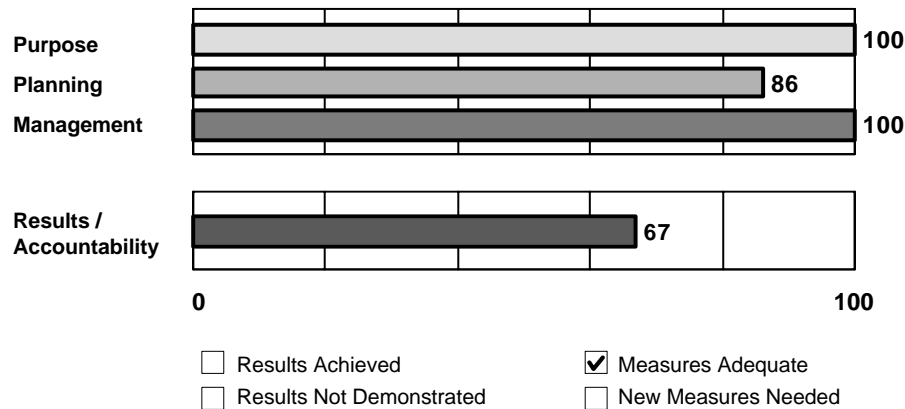 Purpose 100
Planning 86
Management 100
Results /
Accountability 67
0 100
Results Achieved Measures Adequate
Results Not Demonstrated New Measures Needed